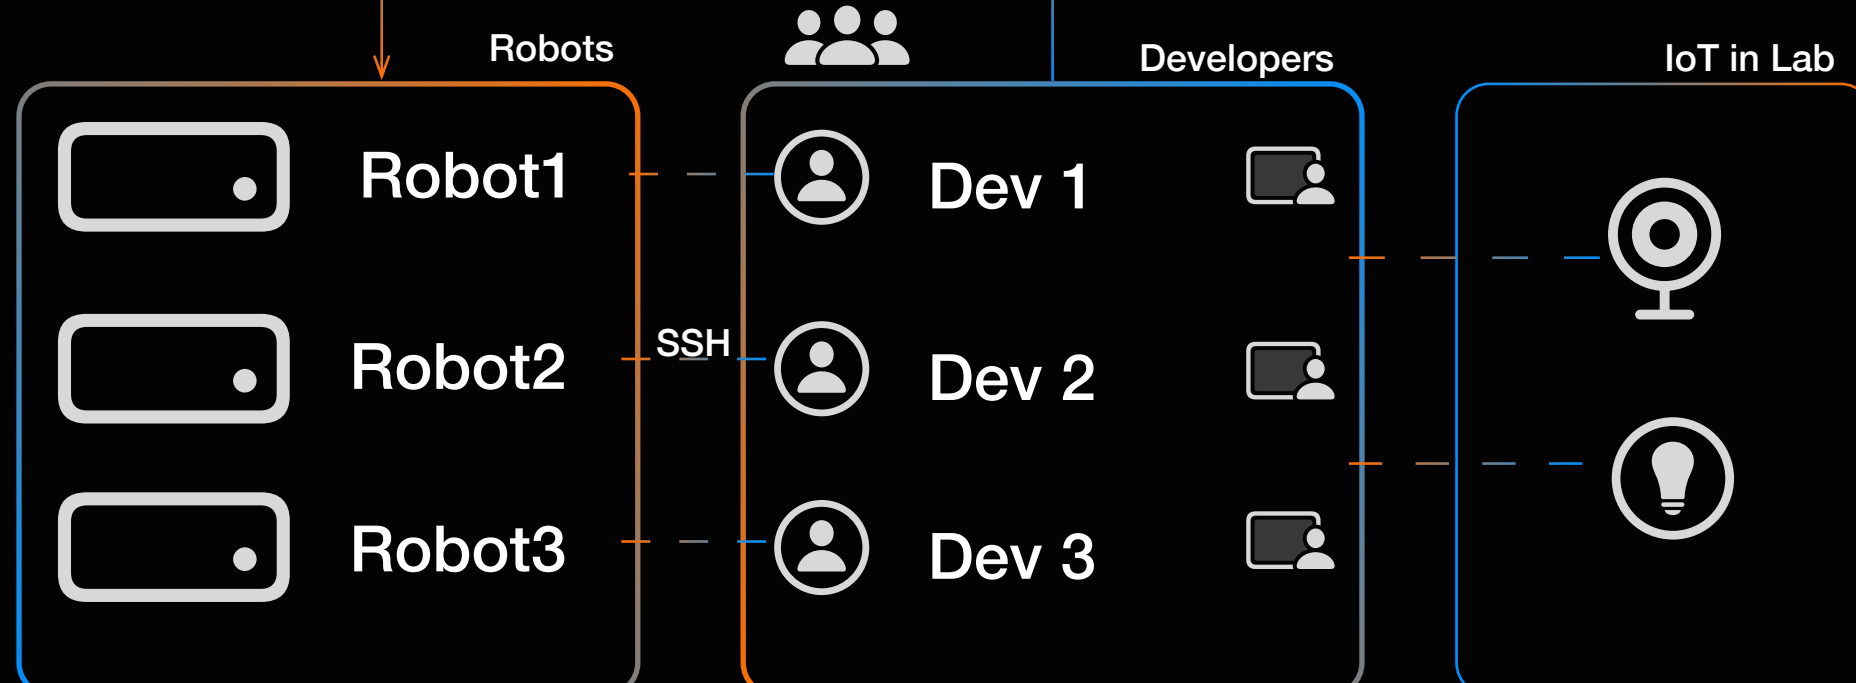 Robots
Developers
IoT in Lab
Robot1
Dev 1
Robot2
SSH
Dev 2
Robot3
Dev 3